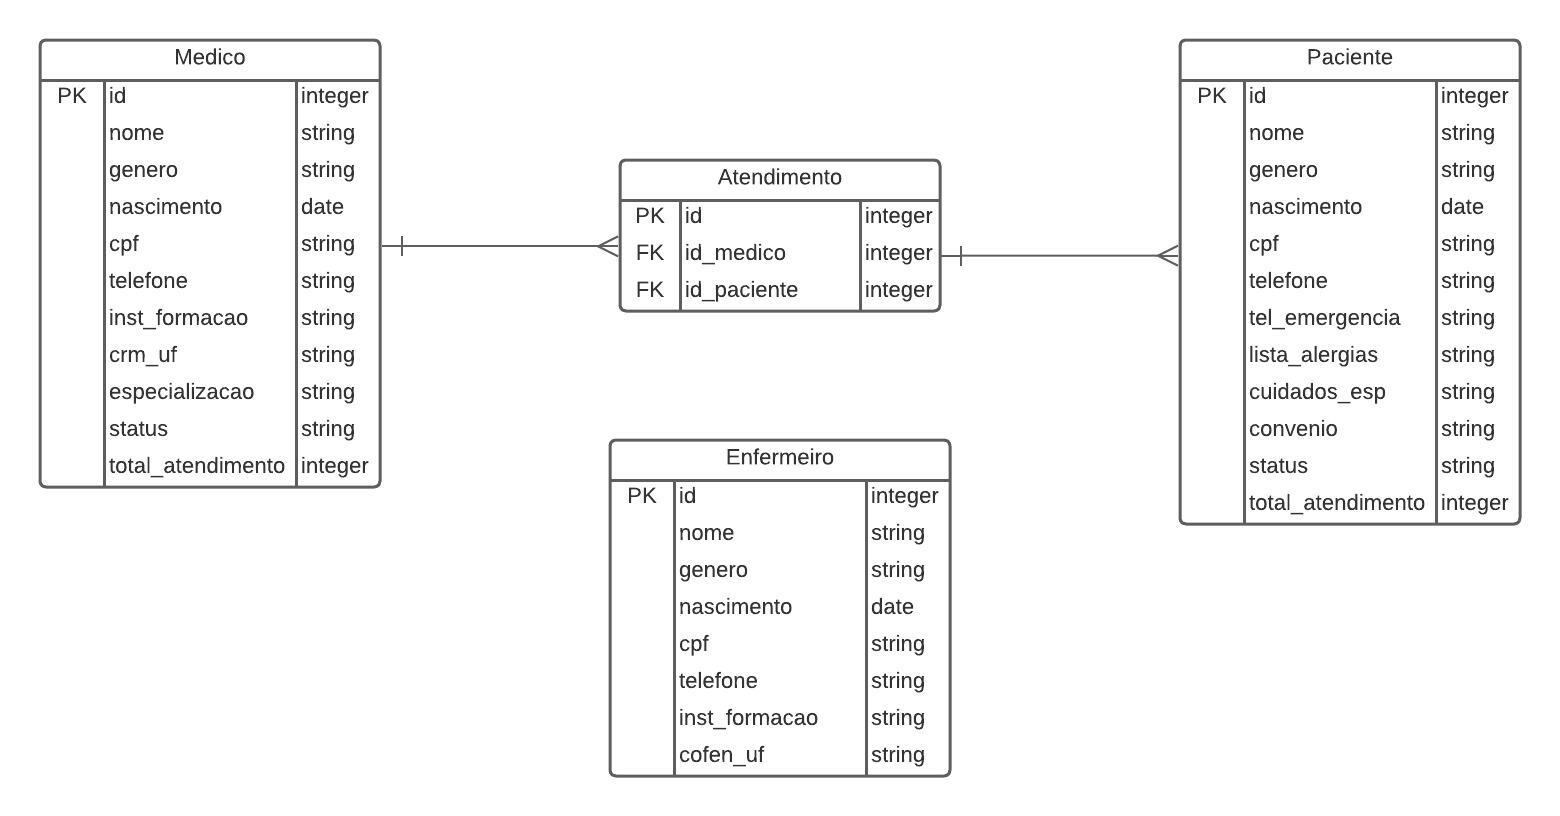 Medico
PK id integer
nome string
genero string
nascimento date
cpf string
telefone string
inst_formacao string
crm_uf string
especializacao string
status string
total_atendimento integer
Atendimento
PK id integer
FK id_medico integer
FK id_paciente integer
Paciente
PK id integer
nome string
genero string
nascimento date
cpf string
telefone string
tel_emergencia string
lista_alergias string
cuidados_esp string
convenio string
status string
total_atendimento integer
Enfermeiro
PK id integer
nome string
genero string
nascimento date
cpf string
telefone string
inst_formacao string
cofen_uf string